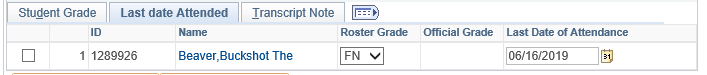 Student Grade Last date Attended Transcript Note
ID Name Roster Grade Official Grade Last Date of Attendance
1 1289926 Beaver,Buckshot The FN 06/16/2019 31